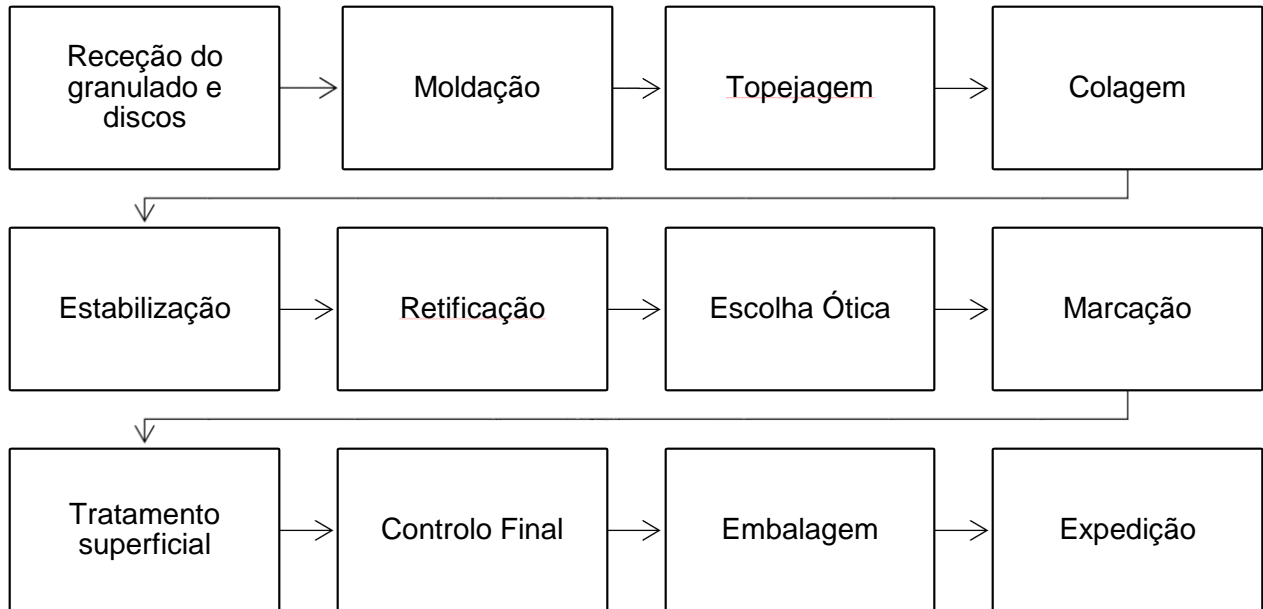 Receção do
granulado e
discos
Moldação
Topejagem
Colagem
Estabilização
Retificação
Escolha Ótica
Marcação
Tratamento
superficial
Controlo Final
Embalagem
Expedição